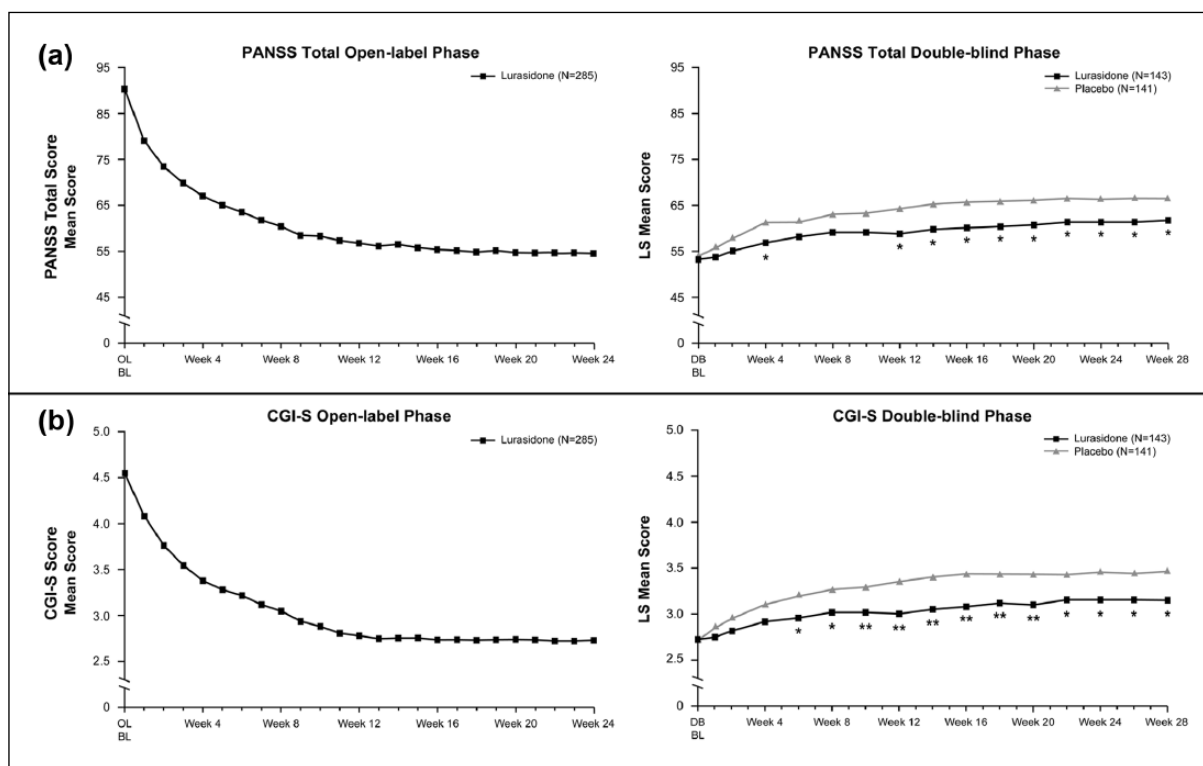 (a)
PANSS Total Open-label Phase
Lurasidone (N=285)
PANSS Total Score
Mean Score
95
85
75
65
55
45
0
OL
BL
Week 4
Week 8
Week 12
Week 16
Week 20
Week 24
PANSS Total Double-blind Phase
Lurasidone (N=143)
Placebo (N=141)
LS Mean Score
95
85
75
65
55
45
0
* * * * * * * * * *
DB
BL
Week 4
Week 8
Week 12
Week 16
Week 20
Week 24
Week 28
(b)
CGI-S Open-label Phase
Lurasidone (N=285)
CGI-S Score
Mean Score
5.0
4.5
4.0
3.5
3.0
2.5
0
OL
BL
Week 4
Week 8
Week 12
Week 16
Week 20
Week 24
CGI-S Double-blind Phase
Lurasidone (N=143)
Placebo (N=141)
LS Mean Score
5.0
4.5
4.0
3.5
3.0
2.5
0
* * ** ** ** ** ** ** * * * *
DB
BL
Week 4
Week 8
Week 12
Week 16
Week 20
Week 24
Week 28